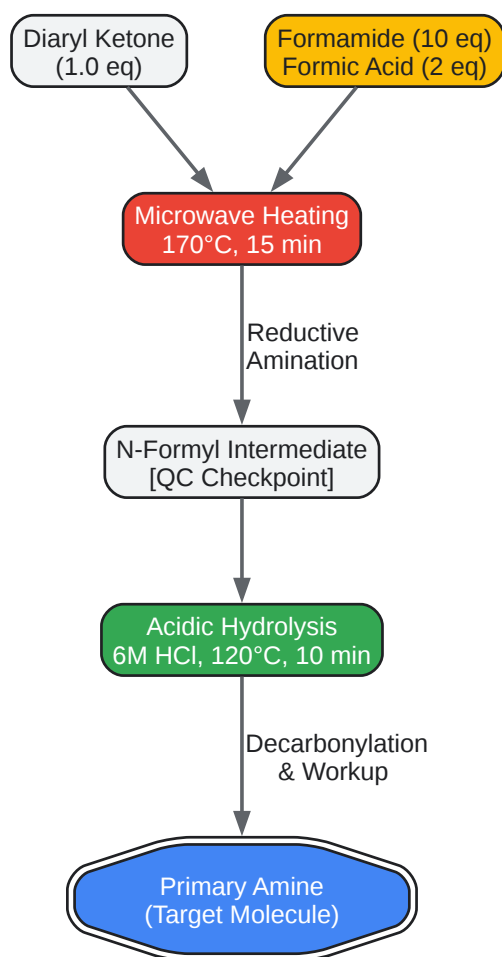 Diaryl Ketone
(1.0 eq)
Formamide (10 eq)
Formic Acid (2 eq)
Microwave Heating
170°C, 15 min
Reductive
Amination
N-Formyl Intermediate
[QC Checkpoint]
Acidic Hydrolysis
6M HCl, 120°C, 10 min
Decarbonylation
& Workup
Primary Amine
(Target Molecule)